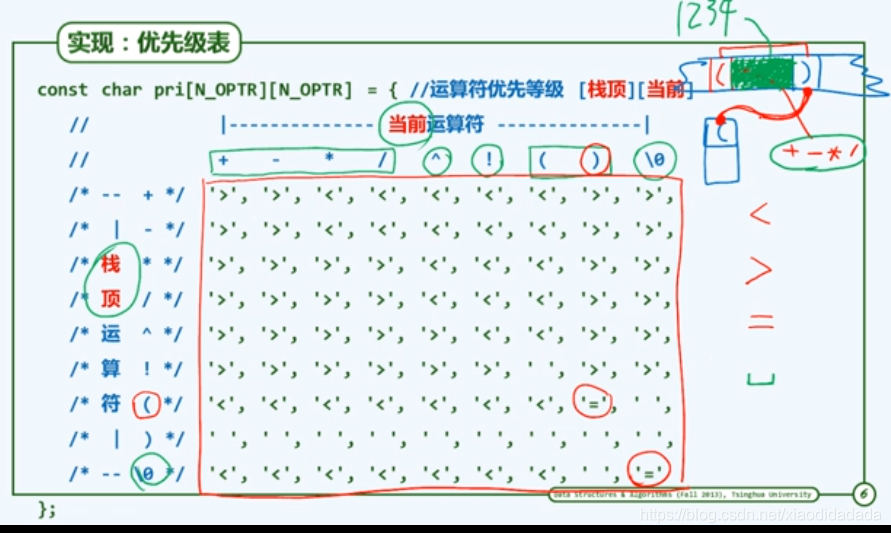 1234
实现：优先级表
const char pri[N_OPTR][N_OPTR] = { //运算符优先等级 [栈顶][当前]
( )
// |-------------- 当前运算符 --------------|
(
// + - * / ^ ! ( ) \0
+ - * /
/* -- + */ '>', '>', '<', '<', '<', '<', '<', '>', '>',
<
/* | - */ '>', '>', '<', '<', '<', '<', '<', '>', '>',
/* 栈 * */ '>', '>', '>', '>', '<', '<', '<', '>', '>',
>
/* 顶 / */ '>', '>', '>', '>', '<', '<', '<', '>', '>',
=
/* 运 ^ */ '>', '>', '>', '>', '>', '<', '<', '>', '>',
/* 算 ! */ '>', '>', '>', '>', '>', '>', ' ', '>', '>',
/* 符 ( */ '<', '<', '<', '<', '<', '<', '<', '=', ' ',
/* | ) */ ' ', ' ', ' ', ' ', ' ', ' ', ' ', ' ', ' ',
/* -- \0 */ '<', '<', '<', '<', '<', '<', '<', ' ', '='
Data Structures & Algorithms (Fall 2013), Tsinghua University
6
};
https://blog.csdn.net/xiaodidadada